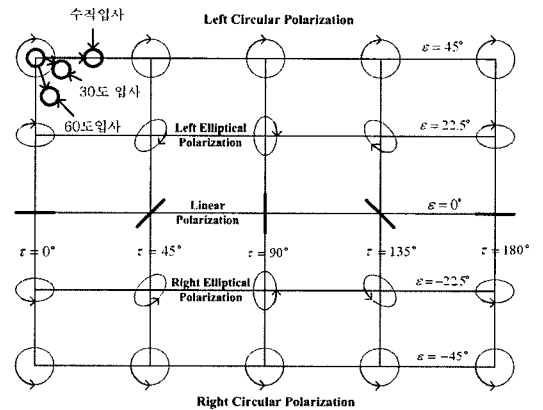 수직입사
Left Circular Polarization
ε = 45°
30도 입사
60도입사
Left Elliptical
Polarization
ε = 22.5°
Linear
Polarization
ε = 0°
τ = 0°
τ = 45°
τ = 90°
τ = 135°
τ = 180°
Right Elliptical
Polarization
ε = -22.5°
ε = -45°
Right Circular Polarization